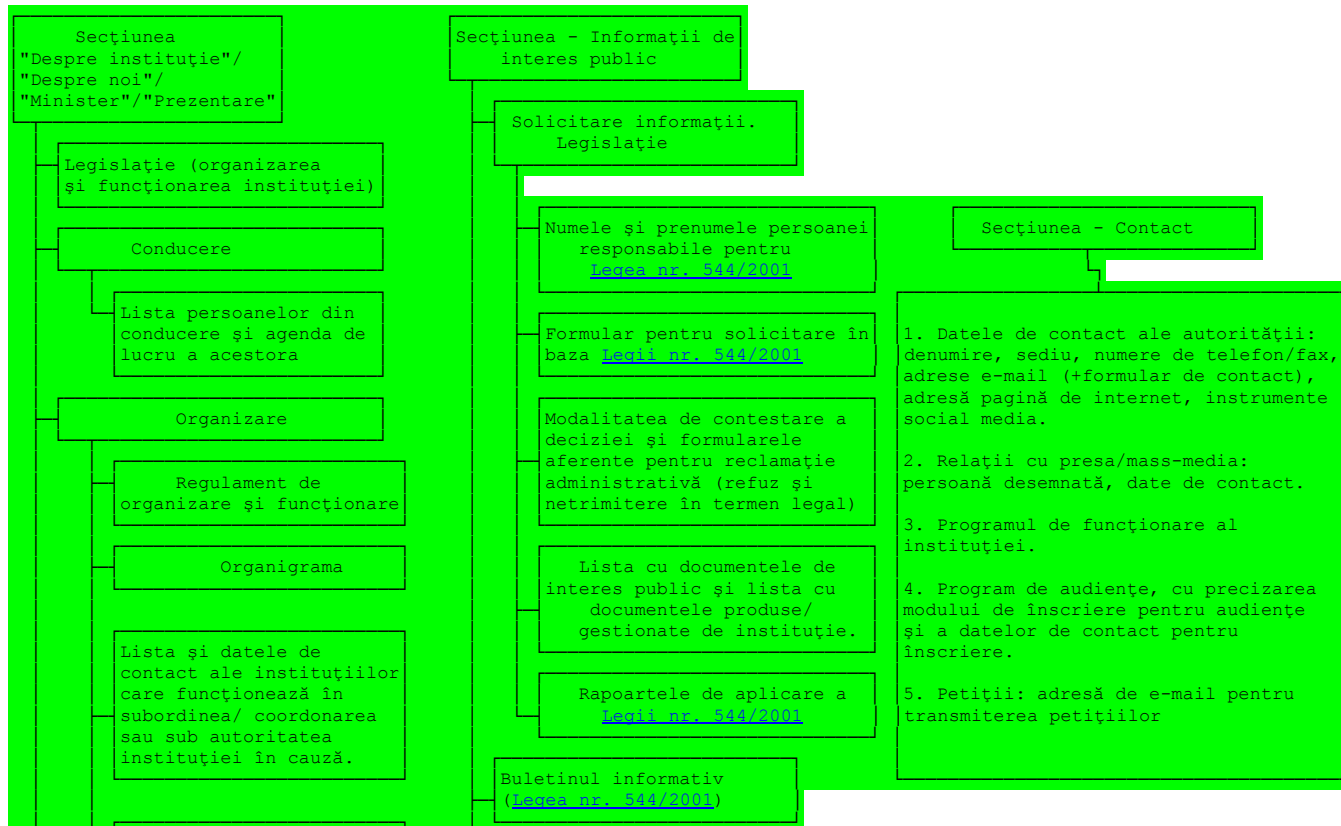 Secţiunea
"Despre instituţie"/
"Despre noi"/
"Minister"/"Prezentare"
Legislaţie (organizarea
şi funcţionarea instituţiei)
Conducere
Lista persoanelor din
conducere şi agenda de
lucru a acestora
Organizare
Regulament de
organizare şi funcţionare
Organigrama
Lista şi datele de
contact ale instituţiilor
care funcţionează în
subordinea/ coordonarea
sau sub autoritatea
instituţiei în cauză.
Secţiunea - Informaţii de
interes public
Solicitare informaţii.
Legislaţie
Numele şi prenumele persoanei
responsabile pentru
Legea nr. 544/2001
Formular pentru solicitare în
baza Legii nr. 544/2001
Modalitatea de contestare a
deciziei şi formularele
aferente pentru reclamaţie
administrativă (refuz şi
netrimitere în termen legal)
Lista cu documentele de
interes public şi lista cu
documentele produse/
gestionate de instituţie.
Rapoartele de aplicare a
Legii nr. 544/2001
Buletinul informativ
(Legea nr. 544/2001)
Secţiunea - Contact
1. Datele de contact ale autorităţii:
denumire, sediu, numere de telefon/fax,
adrese e-mail (+formular de contact),
adresă pagină de internet, instrumente
social media.
2. Relaţii cu presa/mass-media:
persoană desemnată, date de contact.
3. Programul de funcţionare al
instituţiei.
4. Program de audienţe, cu precizarea
modului de înscriere pentru audienţe
şi a datelor de contact pentru
înscriere.
5. Petiţii: adresă de e-mail pentru
transmiterea petiţiilor